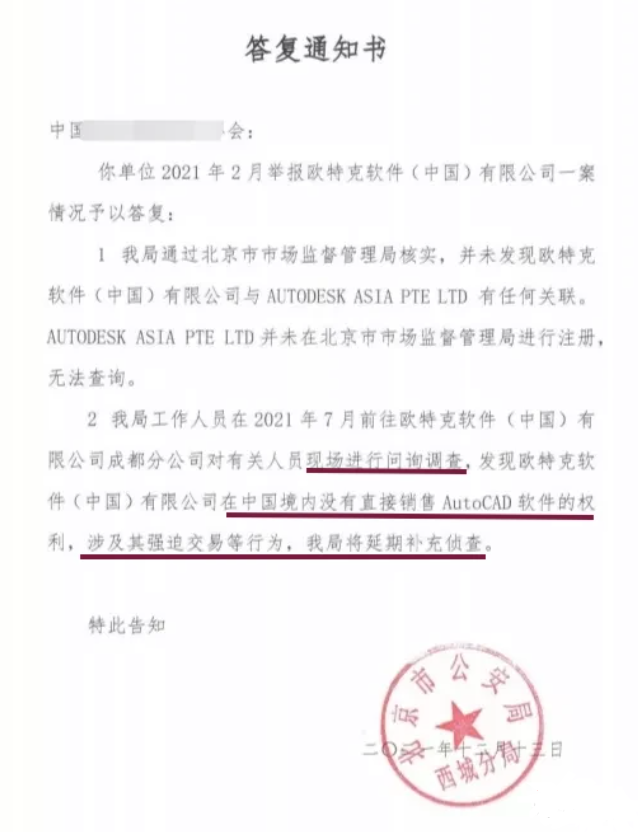 答复通知书
中国 会：
你单位 2021 年 2 月举报欧特克软件（中国）有限公司一案
情况予以答复：
1 我局通过北京市市场监督管理局核实，并未发现欧特克
软件（中国）有限公司与 AUTODESK ASIA PTE LTD 有任何关联。
AUTODESK ASIA PTE LTD 并未在北京市市场监督管理局进行注册，
无法查询。
2 我局工作人员在 2021 年 7 月前往欧特克软件（中国）有
限公司成都分公司对有关人员现场进行问询调查，发现欧特克软
件（中国）有限公司在中国境内没有直接销售 AutoCAD 软件的权
利，涉及其强迫交易等行为，我局将延期补充侦查。
特此告知
北京市公安局
二〇二一年十二月十三日
西城分局